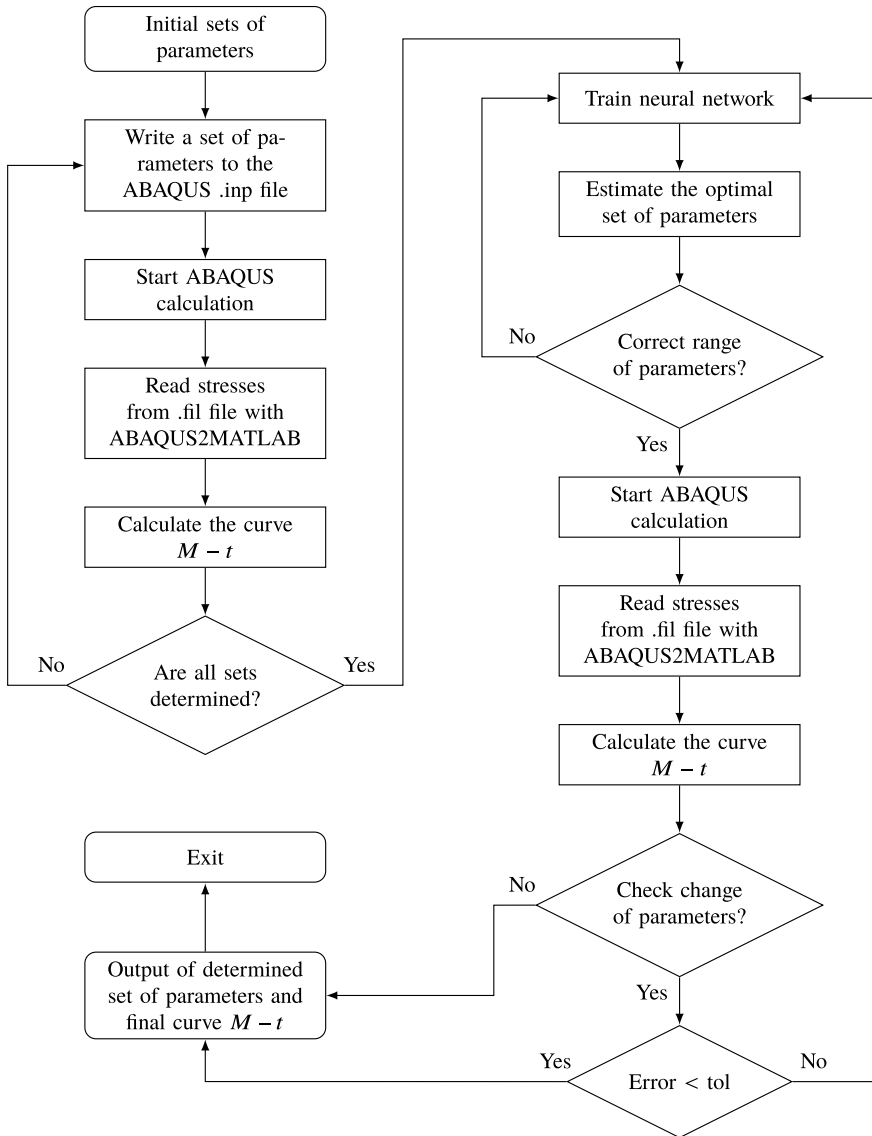 Initial sets of
parameters
Write a set of pa-
rameters to the
ABAQUS .inp file
Start ABAQUS
calculation
Read stresses
from .fil file with
ABAQUS2MATLAB
Calculate the curve
M – t
No
Yes
Are all sets
determined?
Train neural network
Estimate the optimal
set of parameters
No
Correct range
of parameters?
Yes
Start ABAQUS
calculation
Read stresses
from .fil file with
ABAQUS2MATLAB
Calculate the curve
M – t
No
Check change
of parameters?
Yes
Yes
Error < tol
No
Exit
Output of determined
set of parameters and
final curve M – t